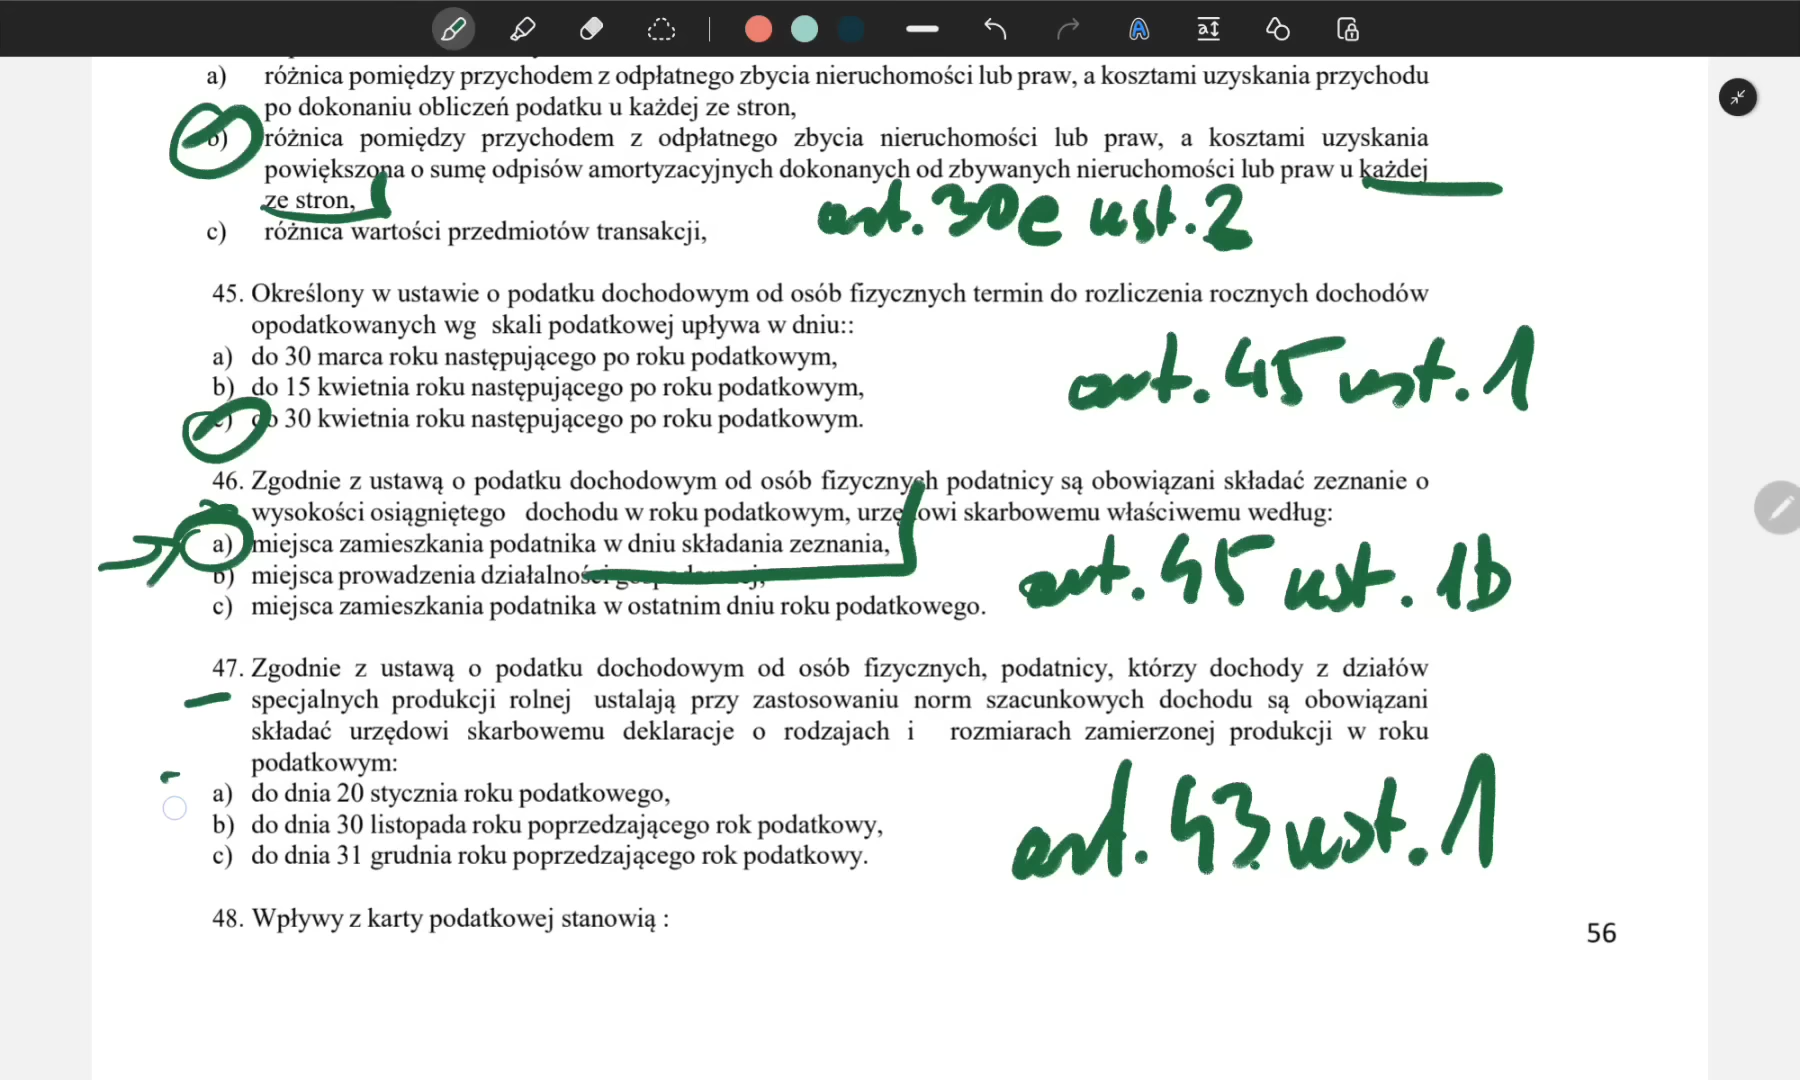 a) różnica pomiędzy przychodem z odpłatnego zbycia nieruchomości lub praw, a kosztami uzyskania przychodu
po dokonaniu obliczeń podatku u każdej ze stron,
b) różnica pomiędzy przychodem z odpłatnego zbycia nieruchomości lub praw, a kosztami uzyskania
powiększona o sumę odpisów amortyzacyjnych dokonanych od zbywanych nieruchomości lub praw u każdej
ze stron,
art. 30e ust. 2
c) różnica wartości przedmiotów transakcji,
45. Określony w ustawie o podatku dochodowym od osób fizycznych termin do rozliczenia rocznych dochodów
opodatkowanych wg skali podatkowej upływa w dniu::
a) do 30 marca roku następującego po roku podatkowym,
art. 45 ust. 1
b) do 15 kwietnia roku następującego po roku podatkowym,
c) do 30 kwietnia roku następującego po roku podatkowym.
46. Zgodnie z ustawą o podatku dochodowym od osób fizycznych podatnicy są obowiązani składać zeznanie o
wysokości osiągniętego dochodu w roku podatkowym, urzędowi skarbowemu właściwemu według:
a) miejsca zamieszkania podatnika w dniu składania zeznania,
b) miejsca prowadzenia działalności gospodarczej,
art. 45 ust. 1b
c) miejsca zamieszkania podatnika w ostatnim dniu roku podatkowego.
47. Zgodnie z ustawą o podatku dochodowym od osób fizycznych, podatnicy, którzy dochody z działów
specjalnych produkcji rolnej ustalają przy zastosowaniu norm szacunkowych dochodu są obowiązani
składać urzędowi skarbowemu deklaracje o rodzajach i rozmiarach zamierzonej produkcji w roku
podatkowym:
a) do dnia 20 stycznia roku podatkowego,
b) do dnia 30 listopada roku poprzedzającego rok podatkowy,
art. 43 ust. 1
c) do dnia 31 grudnia roku poprzedzającego rok podatkowy.
48. Wpływy z karty podatkowej stanowią :
56